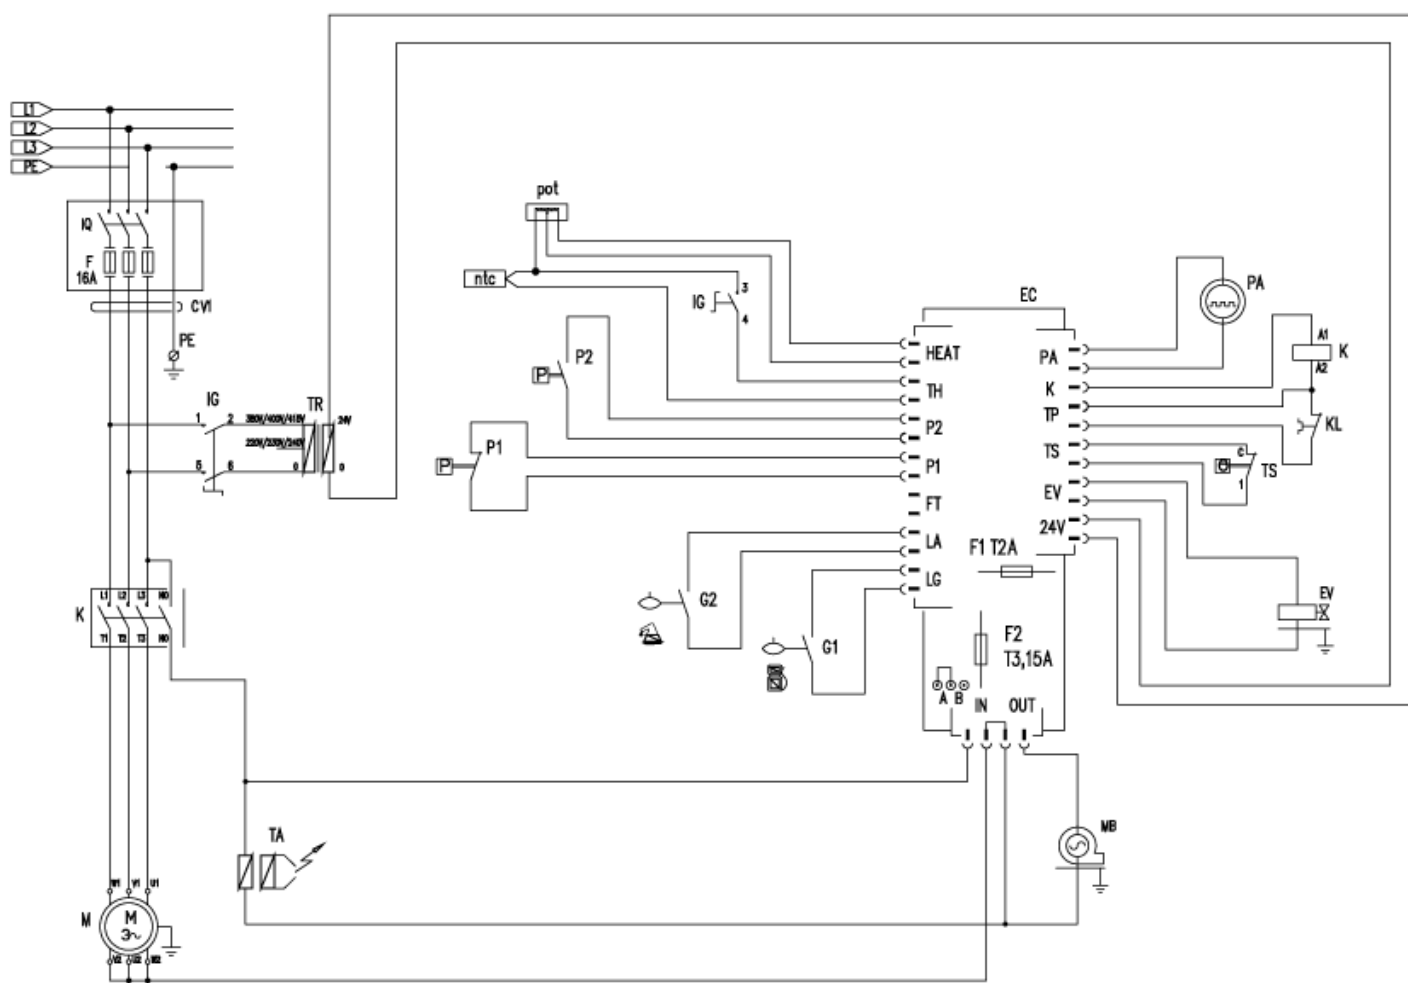 L1
L2
L3
PE
IQ
F
16A
CV1
PE
IG
1 2
5 6
380V/400V/415V
220V/230V/240V
0
TR
24V
0
K
L1 L2 L3 NO
T1 T2 T3 NO
M
W1 V1 U1
M
3~
TA
pot
ntc
IG
3
4
P
P2
P
P1
G2
G1
EC
HEAT
TH
P2
P1
FT
LA
LG
PA
K
TP
TS
EV
24V
F1 T2A
F2
T3,15A
A B
IN OUT
PA
A1
K
A2
KL
C
TS
1
EV
MB